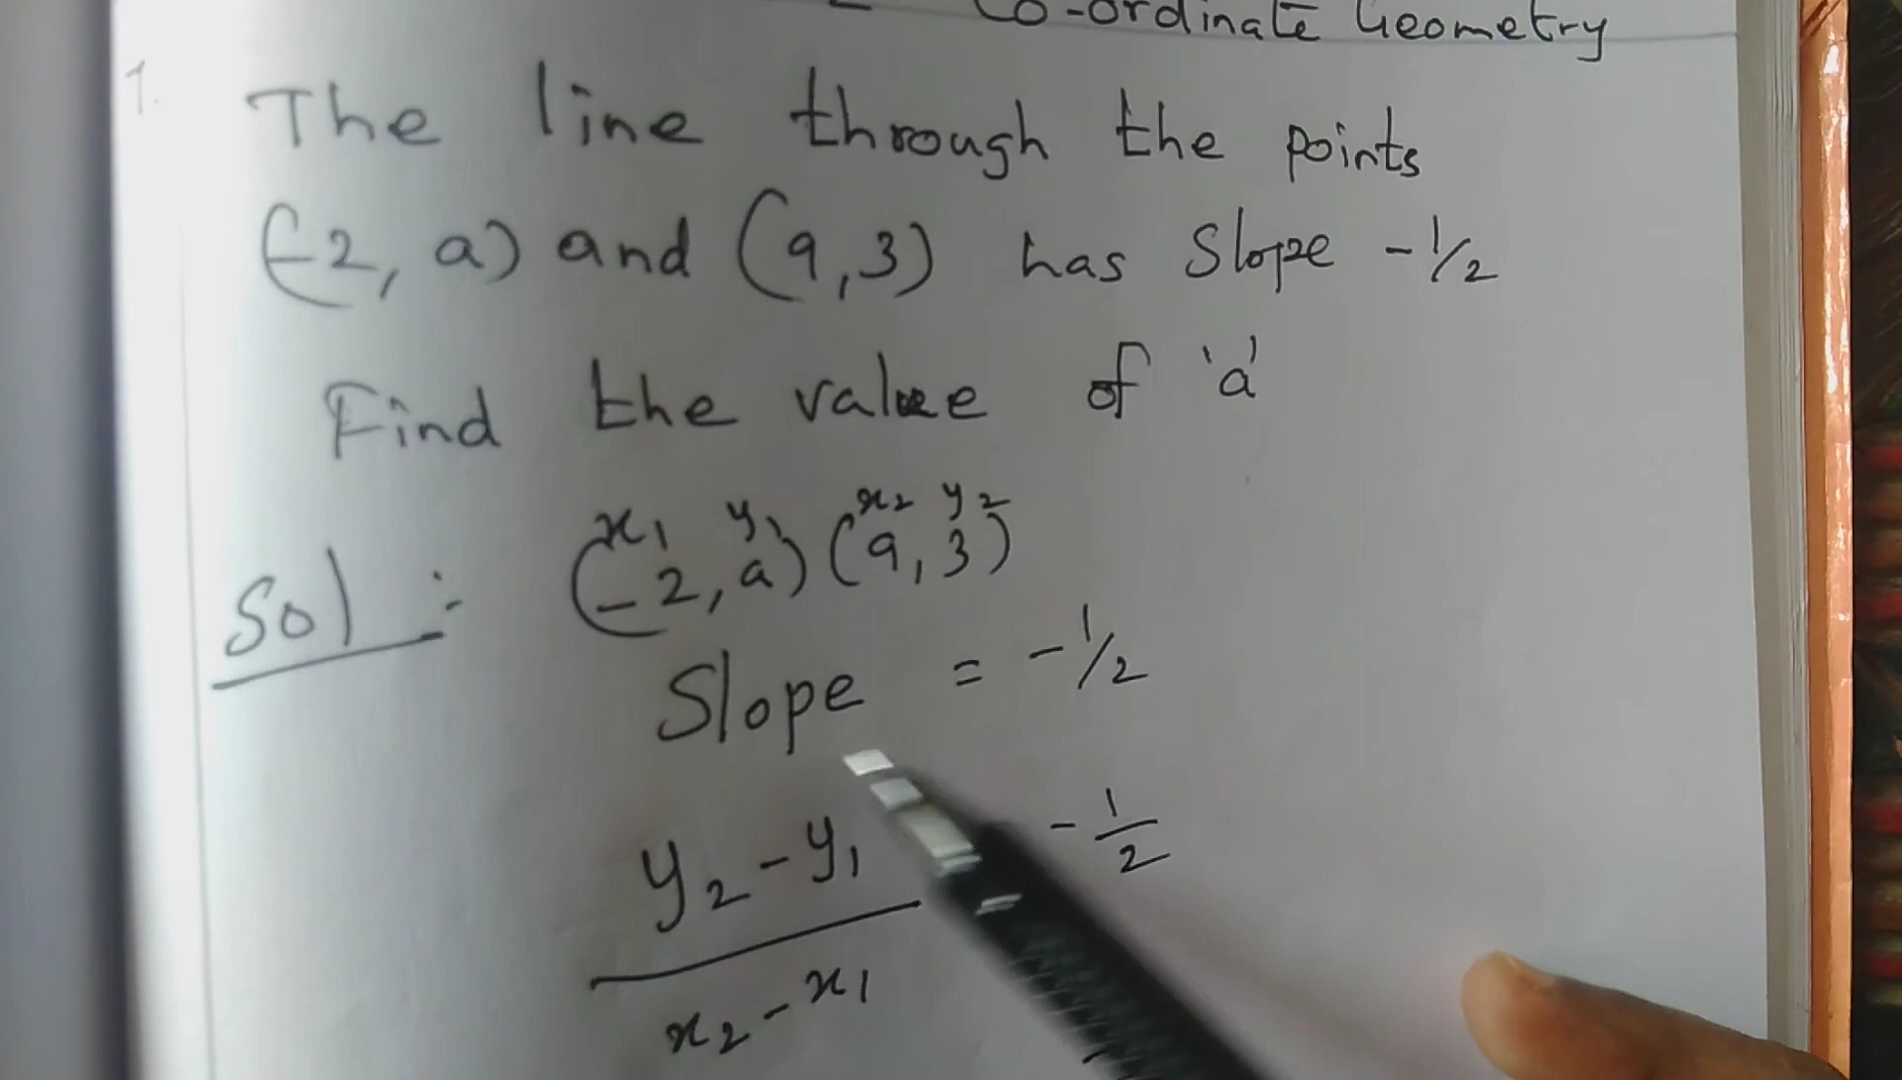 Co-ordinate Geometry
1. The line through the points
(-2, a) and (9,3) has Slope -1/2
Find the value of 'a'
x1 y1 x2 y2
Sol :- (-2, a) (9, 3)
Slope = -1/2
y2 - y1 = - 1/2
x2 - x1